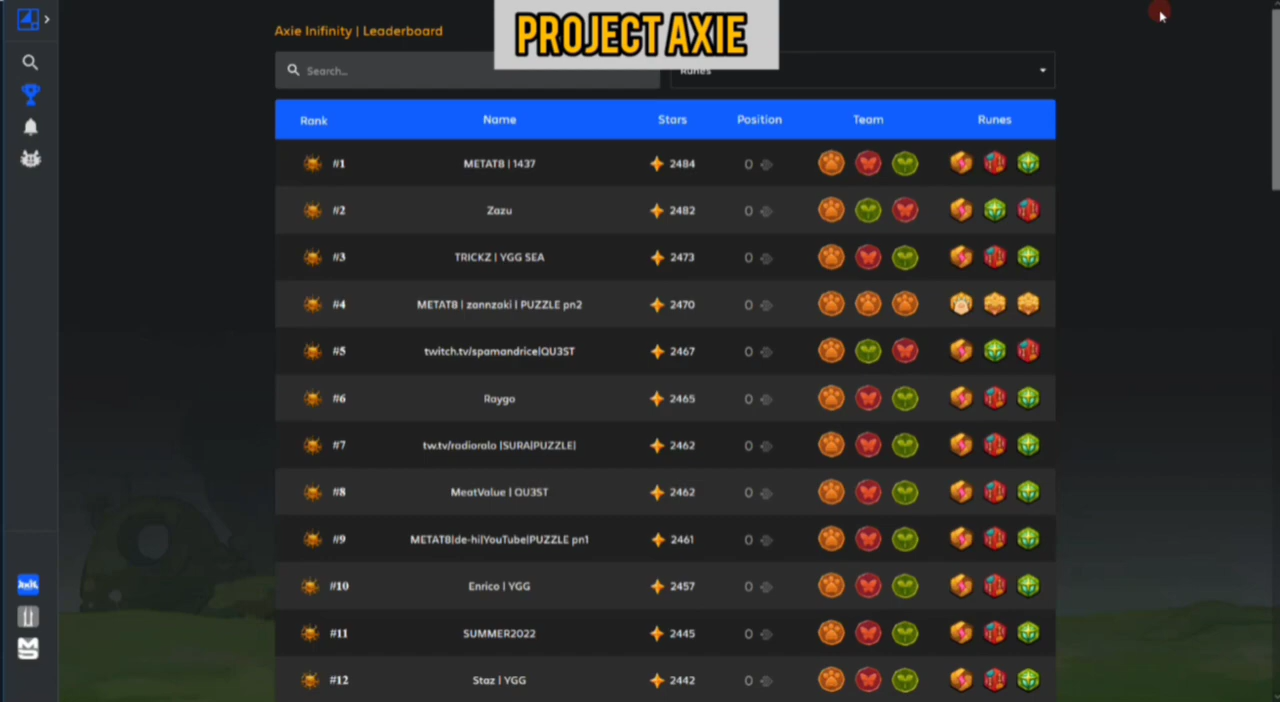 PROJECT AXIE
Axie Inifinity | Leaderboard
Search...
Runes
Rank Name Stars Position Team Runes
#1 METAT8 | 1437 2484 0
#2 Zazu 2482 0
#3 TRICKZ | YGG SEA 2473 0
#4 METAT8 | zannzaki | PUZZLE pn2 2470 0
#5 twitch.tv/spamandrice|QU3ST 2467 0
#6 Raygo 2465 0
#7 tw.tv/radioralo |SURA|PUZZLE| 2462 0
#8 MeatValue | QU3ST 2462 0
#9 METAT8|de-hi|YouTube|PUZZLE pn1 2461 0
#10 Enrico | YGG 2457 0
#11 SUMMER2022 2445 0
#12 Staz | YGG 2442 0